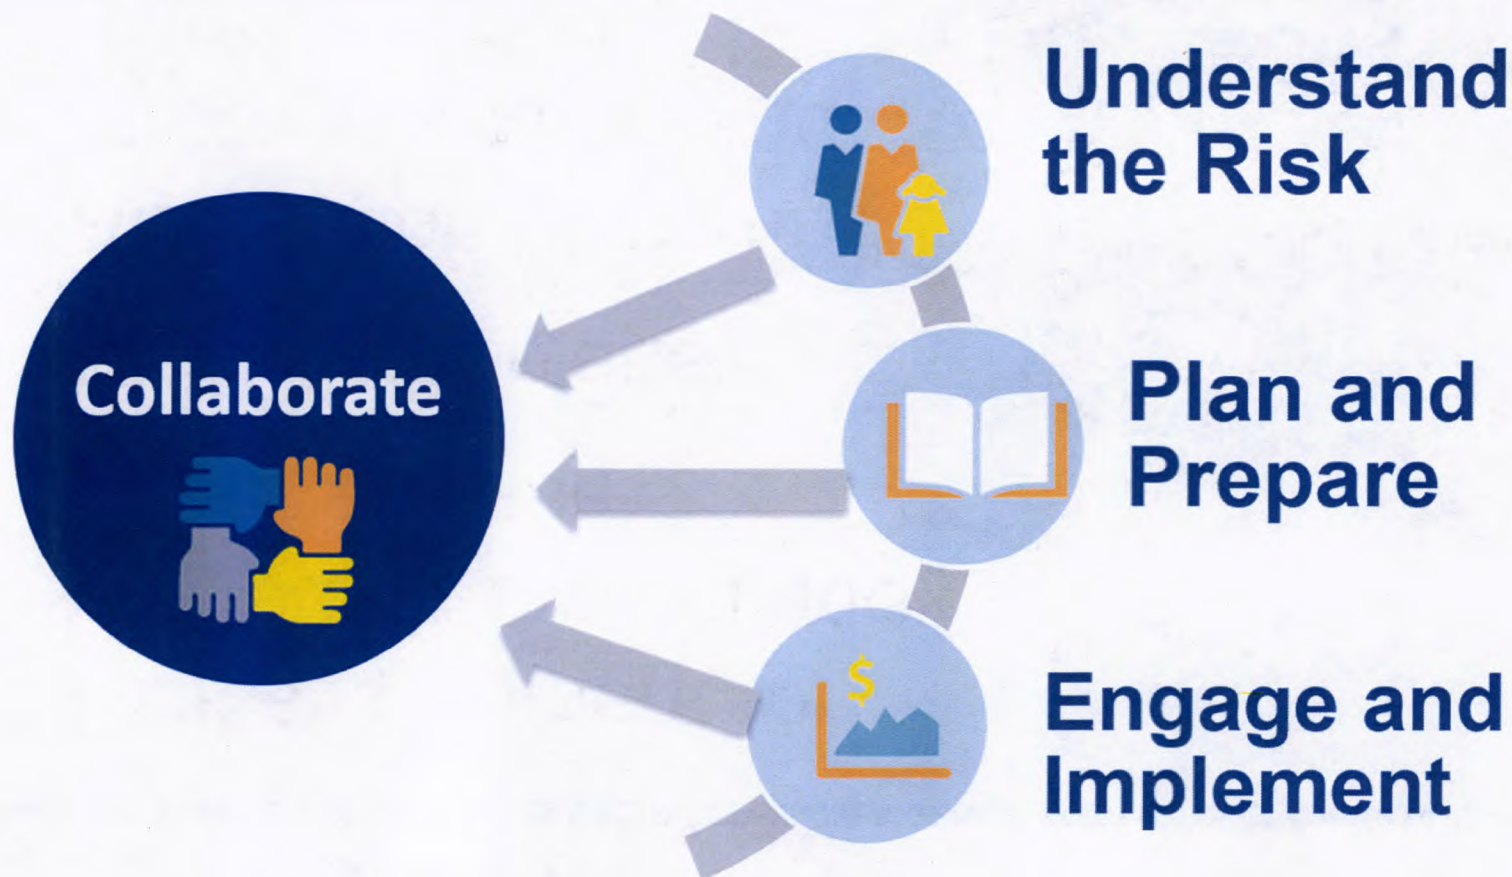 Understand
the Risk
Collaborate
Plan and
Prepare
$
Engage and
Implement